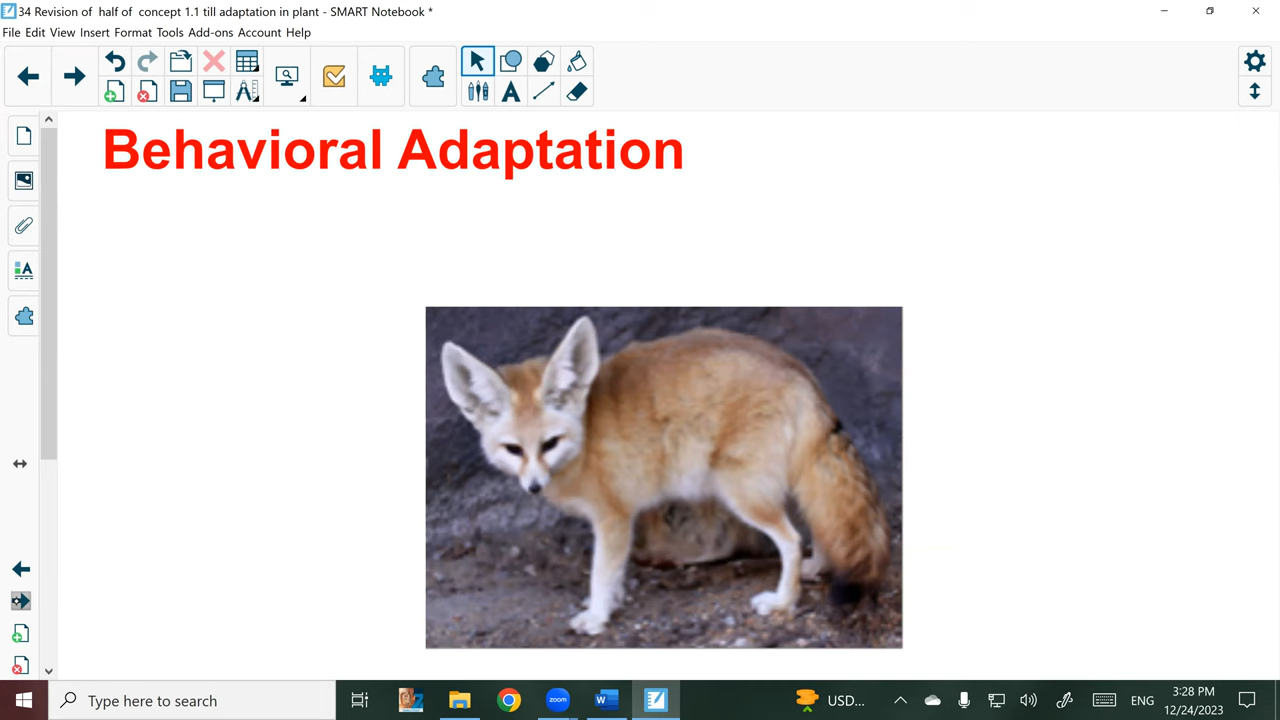 34 Revision of half of concept 1.1 till adaptation in plant - SMART Notebook *
File Edit View Insert Format Tools Add-ons Account Help
A
Behavioral Adaptation
A
Type here to search
zoom
W
USD...
ENG
3:28 PM
12/24/2023